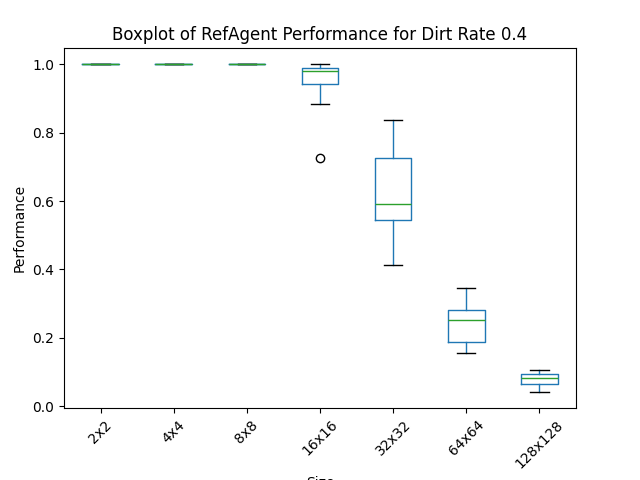 Boxplot of RefAgent Performance for Dirt Rate 0.4
Performance
1.0
0.8
0.6
0.4
0.2
0.0
2x2
4x4
8x8
16x16
32x32
64x64
128x128
Size